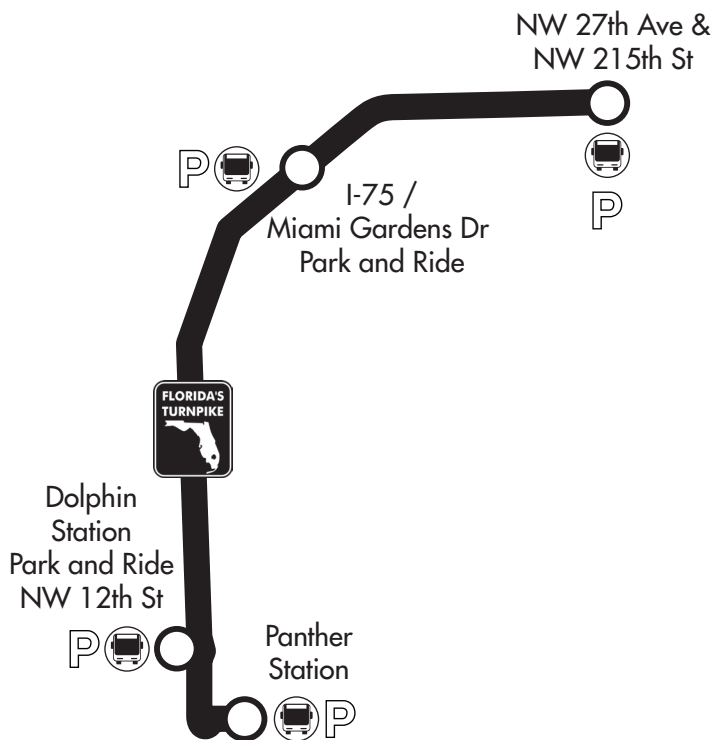 NW 27th Ave &
NW 215th St
P
P
I-75 /
Miami Gardens Dr
Park and Ride
FLORIDA'S
TURNPIKE
Dolphin
Station
Park and Ride
NW 12th St
P
Panther
Station
P